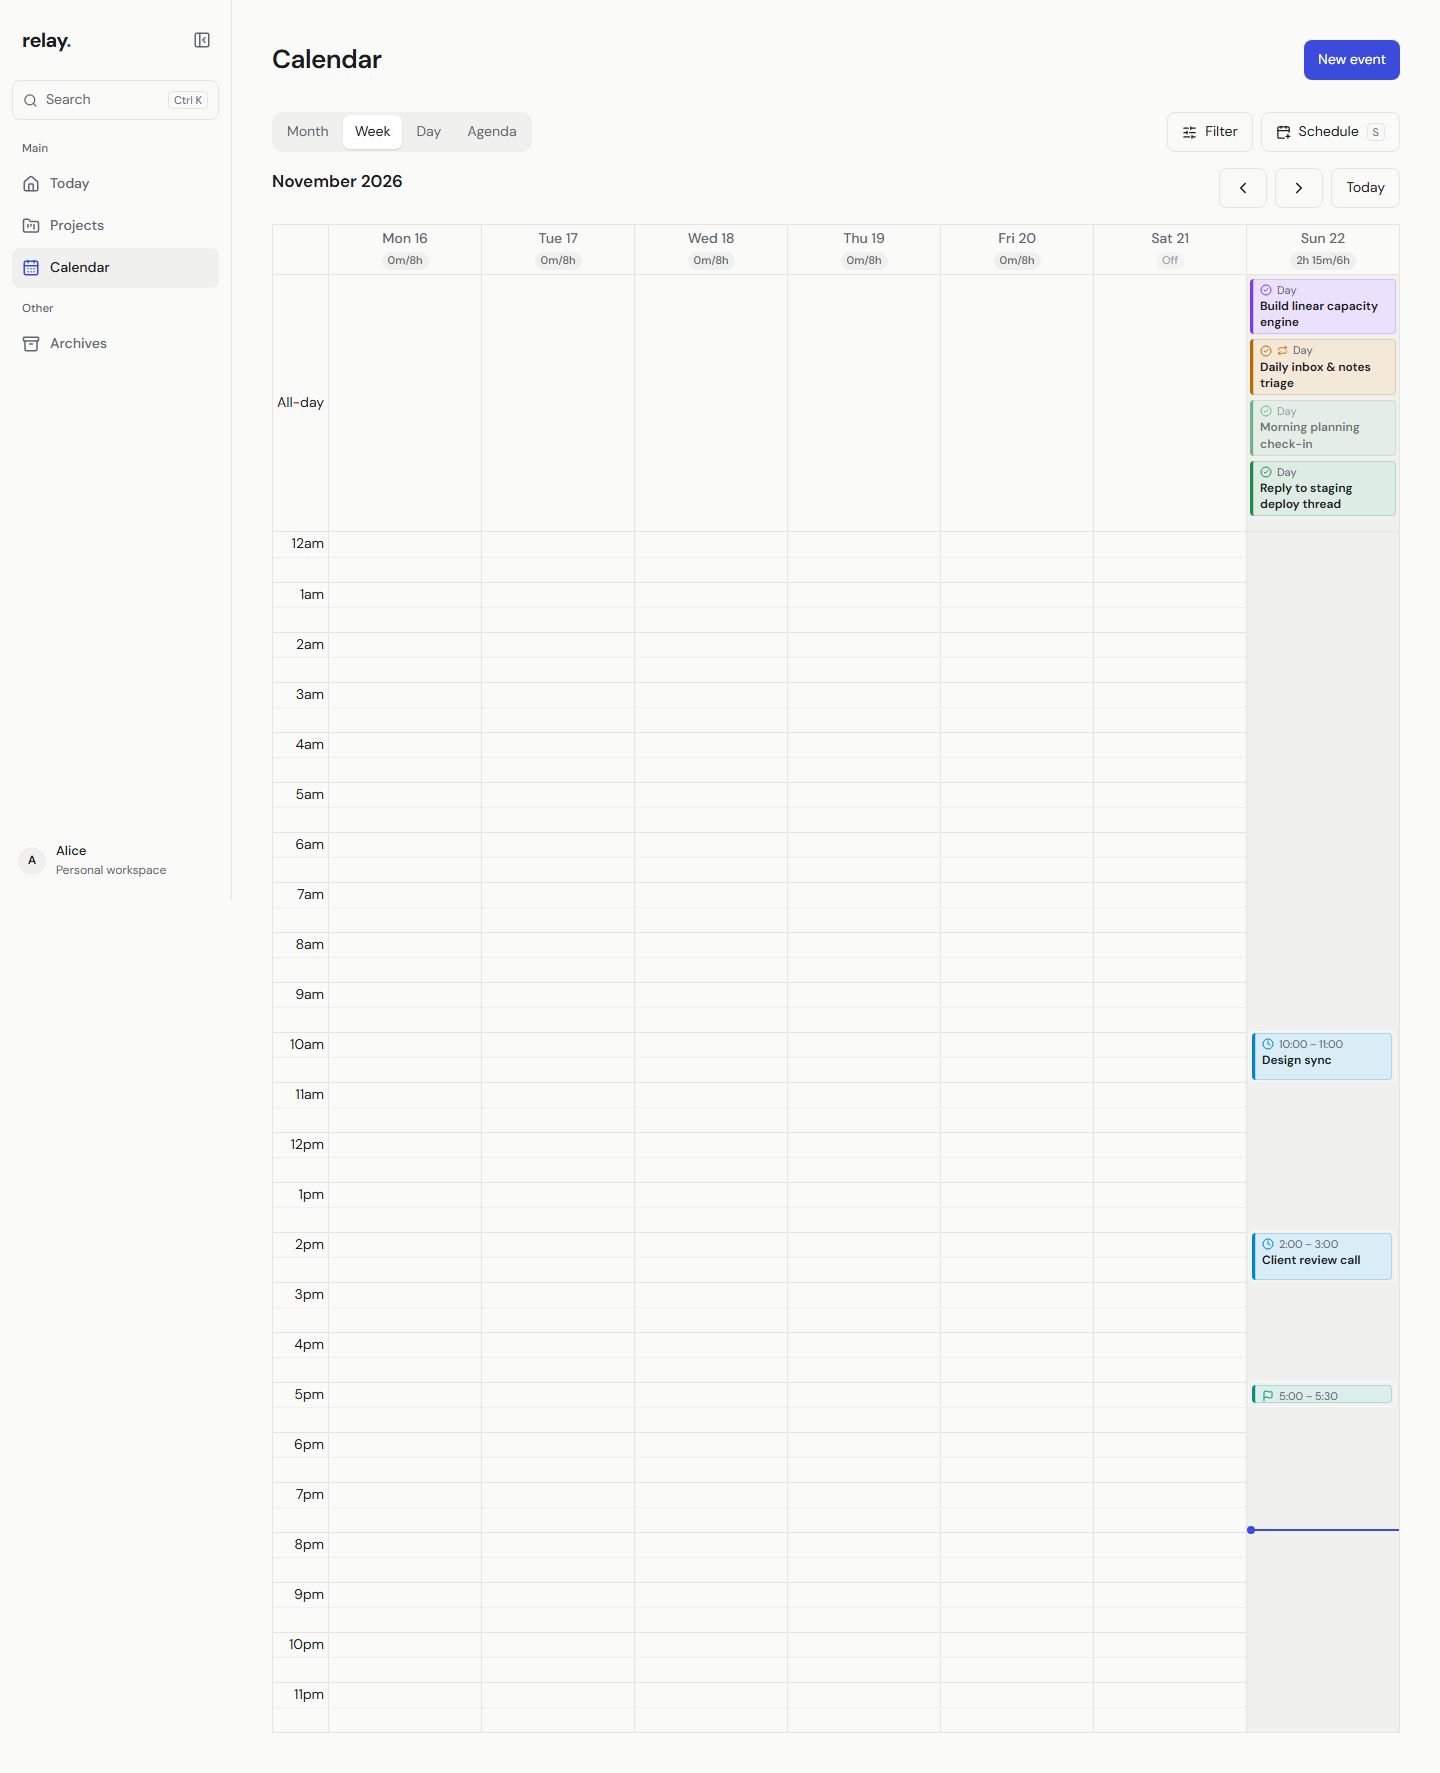 relay.
Search
Ctrl K
Main
Today
Projects
Calendar
Other
Archives
A
Alice
Personal workspace
Calendar
New event
Month
Week
Day
Agenda
Filter
Schedule
S
November 2026
Today
Mon 16
Tue 17
Wed 18
Thu 19
Fri 20
Sat 21
Sun 22
0m/8h
0m/8h
0m/8h
0m/8h
0m/8h
Off
2h 15m/6h
All-day
Day
Build linear capacity
engine
Day
Daily inbox & notes
triage
Day
Morning planning
check-in
Day
Reply to staging
deploy thread
12am
1am
2am
3am
4am
5am
6am
7am
8am
9am
10am
10:00 – 11:00
Design sync
11am
12pm
1pm
2pm
2:00 – 3:00
Client review call
3pm
4pm
5pm
5:00 – 5:30
6pm
7pm
8pm
9pm
10pm
11pm